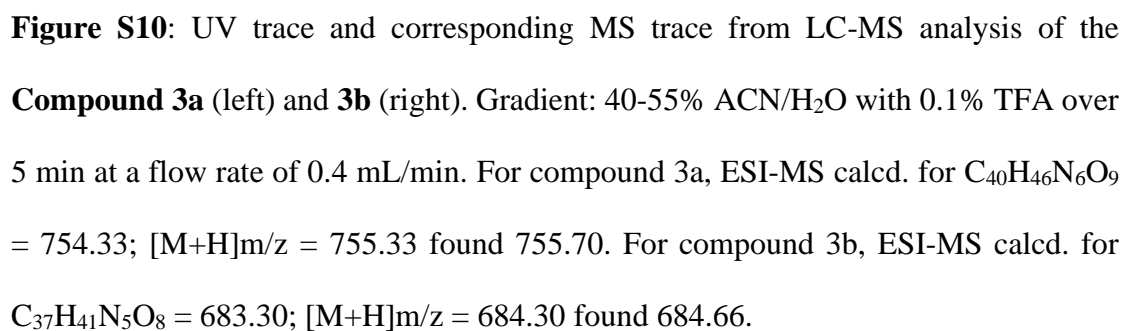 Figure S10: UV trace and corresponding MS trace from LC-MS analysis of the
Compound 3a (left) and 3b (right). Gradient: 40-55% ACN/H₂O with 0.1% TFA over
5 min at a flow rate of 0.4 mL/min. For compound 3a, ESI-MS calcd. for C₄₀H₄₆N₆O₉
= 754.33; [M+H]m/z = 755.33 found 755.70. For compound 3b, ESI-MS calcd. for
C₃₇H₄₁N₅O₈ = 683.30; [M+H]m/z = 684.30 found 684.66.